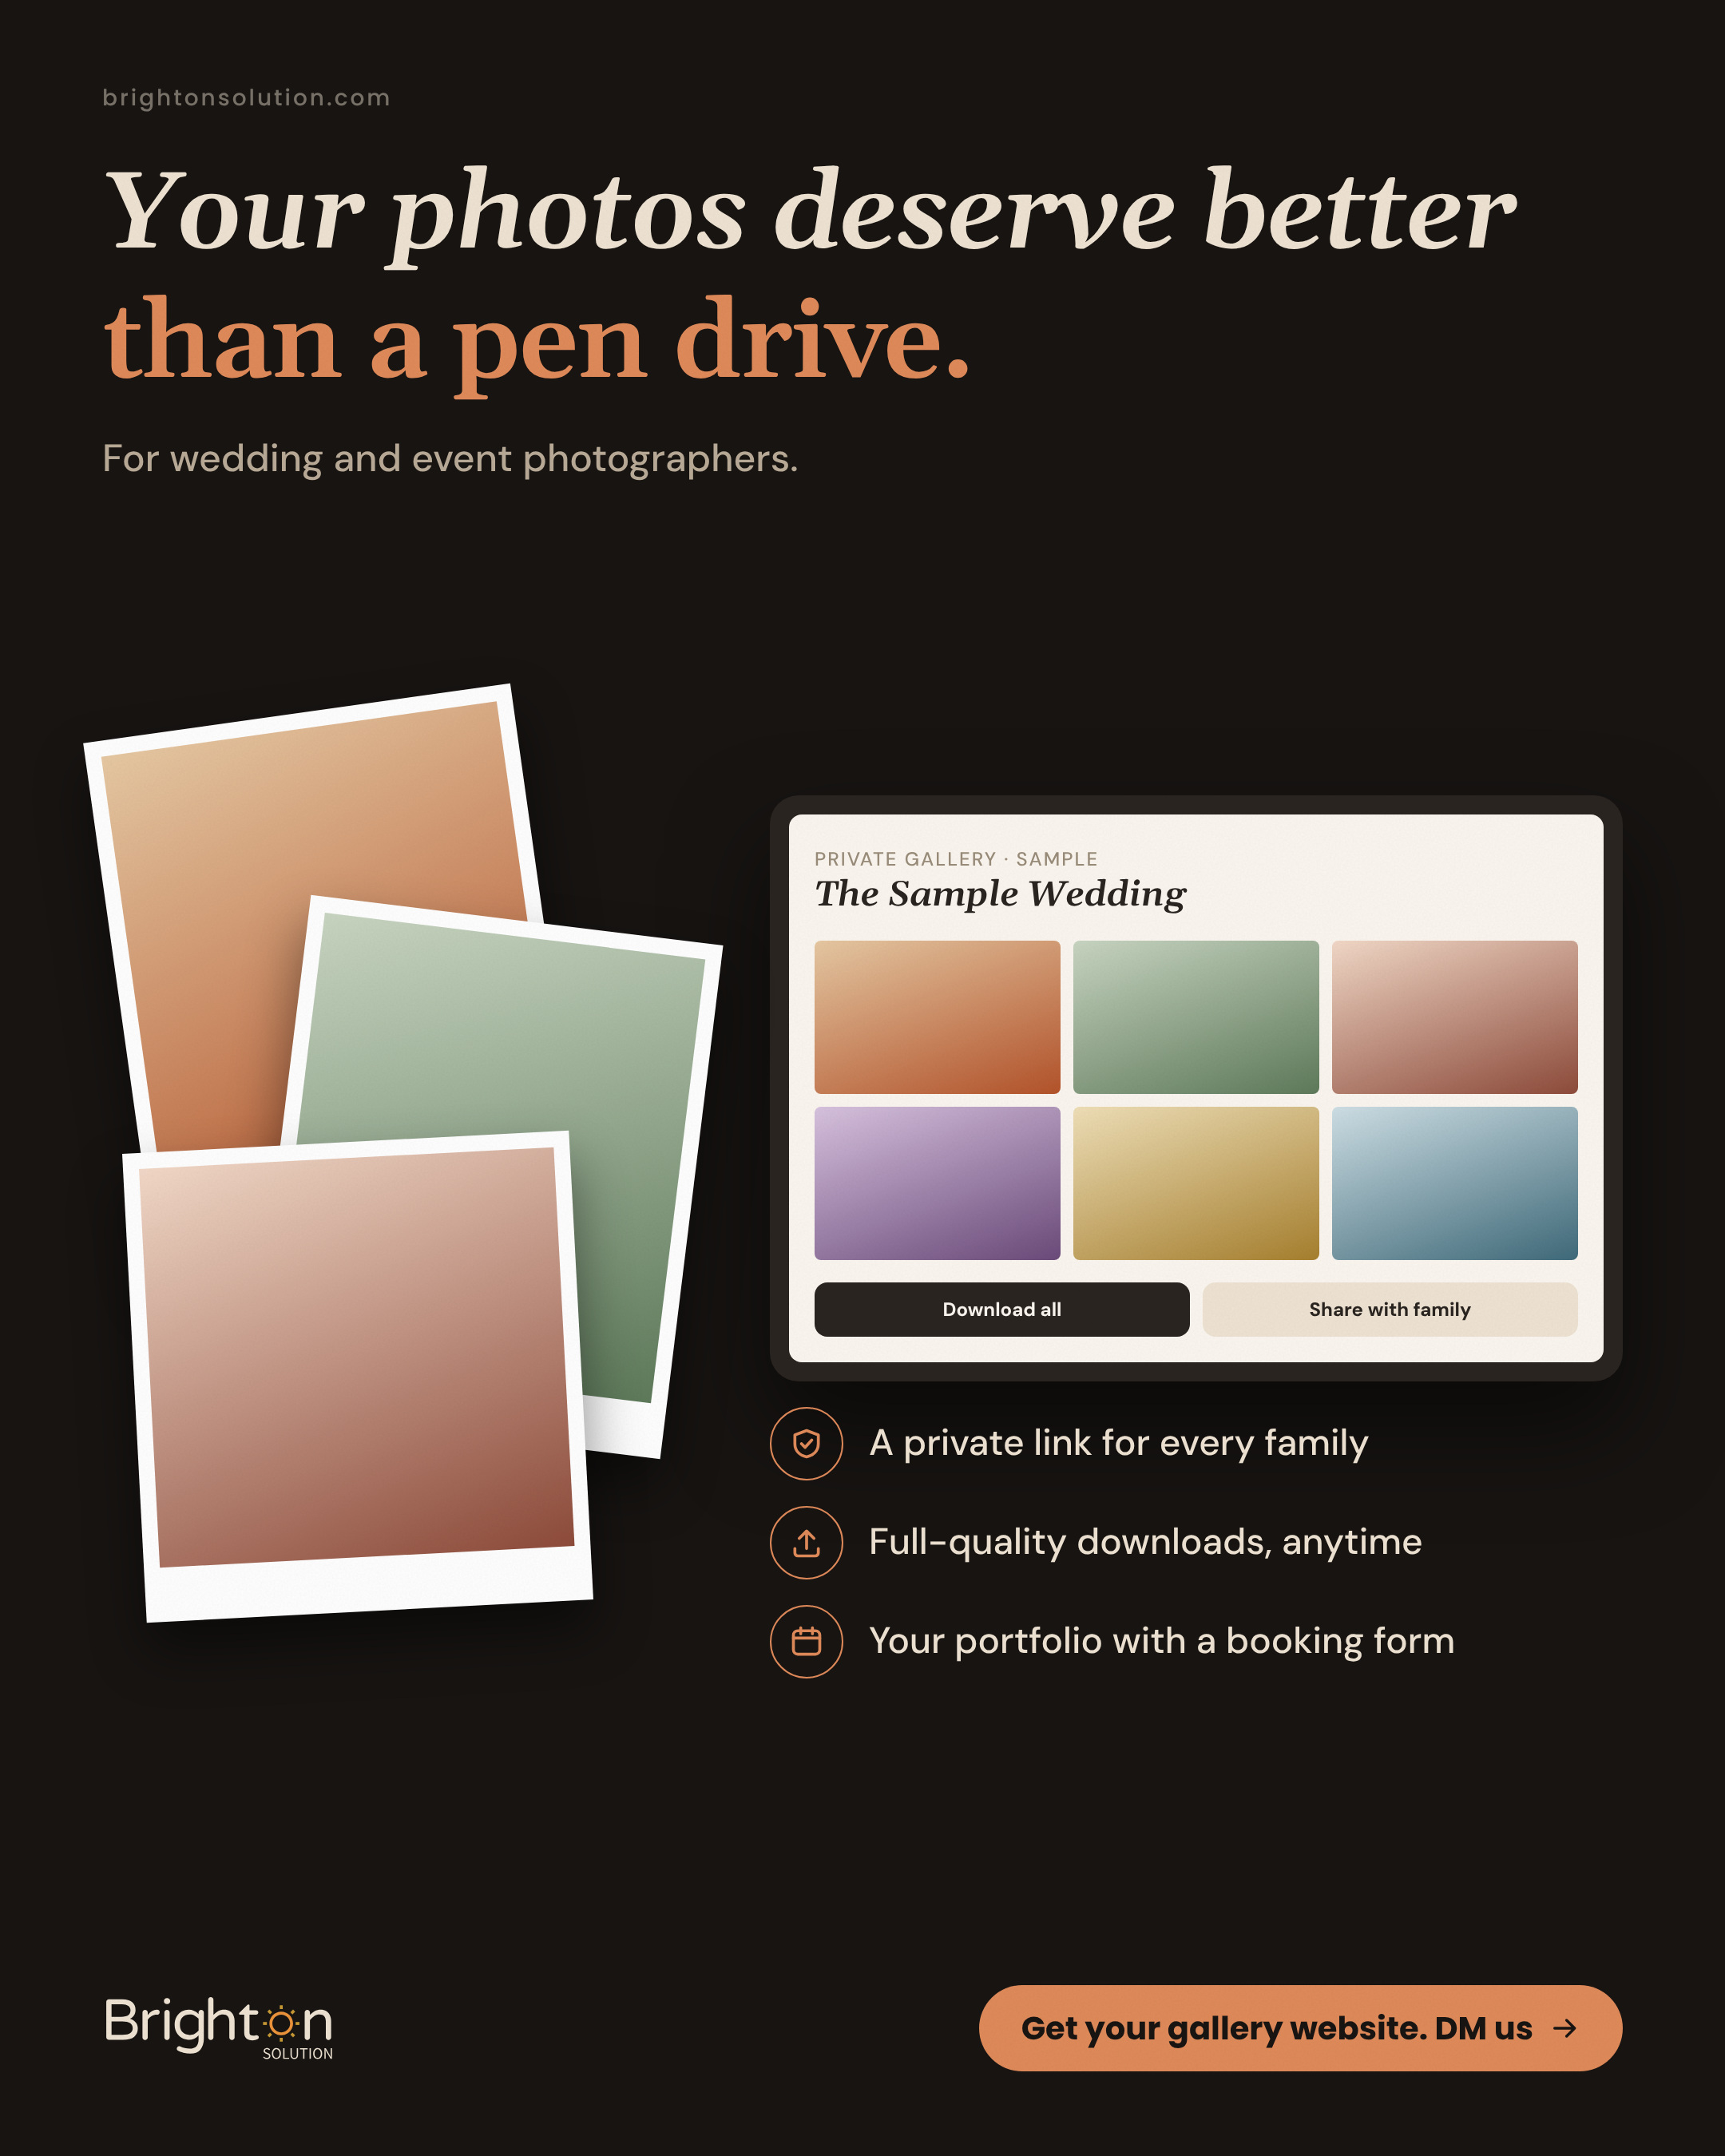 brightonsolution.com
Your photos deserve better
than a pen drive.
For wedding and event photographers.
PRIVATE GALLERY · SAMPLE
The Sample Wedding
Download all
Share with family
A private link for every family
Full-quality downloads, anytime
Your portfolio with a booking form
Brighton
SOLUTION
Get your gallery website. DM us →